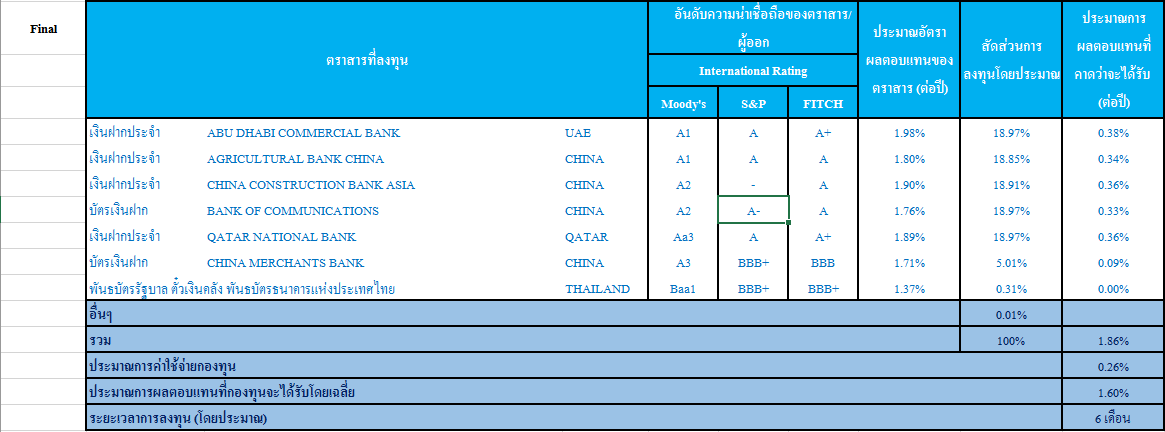 Final
ตราสารที่ลงทุน
อันดับความน่าเชื่อถือของตราสาร/
ผู้ออก
International Rating
Moody's S&P FITCH
ประมาณอัตรา
ผลตอบแทนของ
ตราสาร (ต่อปี)
สัดส่วนการ
ลงทุนโดยประมาณ
ประมาณการ
ผลตอบแทนที่
คาดว่าจะได้รับ
(ต่อปี)
เงินฝากประจำ ABU DHABI COMMERCIAL BANK UAE A1 A A+ 1.98% 18.97% 0.38%
เงินฝากประจำ AGRICULTURAL BANK CHINA CHINA A1 A A 1.80% 18.85% 0.34%
เงินฝากประจำ CHINA CONSTRUCTION BANK ASIA CHINA A2 - A 1.90% 18.91% 0.36%
บัตรเงินฝาก BANK OF COMMUNICATIONS CHINA A2 A- A 1.76% 18.97% 0.33%
เงินฝากประจำ QATAR NATIONAL BANK QATAR Aa3 A A+ 1.89% 18.97% 0.36%
บัตรเงินฝาก CHINA MERCHANTS BANK CHINA A3 BBB+ BBB 1.71% 5.01% 0.09%
พันธบัตรรัฐบาล ตั๋วเงินคลัง พันธบัตรธนาคารแห่งประเทศไทย THAILAND Baa1 BBB+ BBB+ 1.37% 0.31% 0.00%
อื่นๆ 0.01%
รวม 100% 1.86%
ประมาณการค่าใช้จ่ายกองทุน 0.26%
ประมาณการผลตอบแทนที่กองทุนจะได้รับโดยเฉลี่ย 1.60%
ระยะเวลาการลงทุน (โดยประมาณ) 6 เดือน